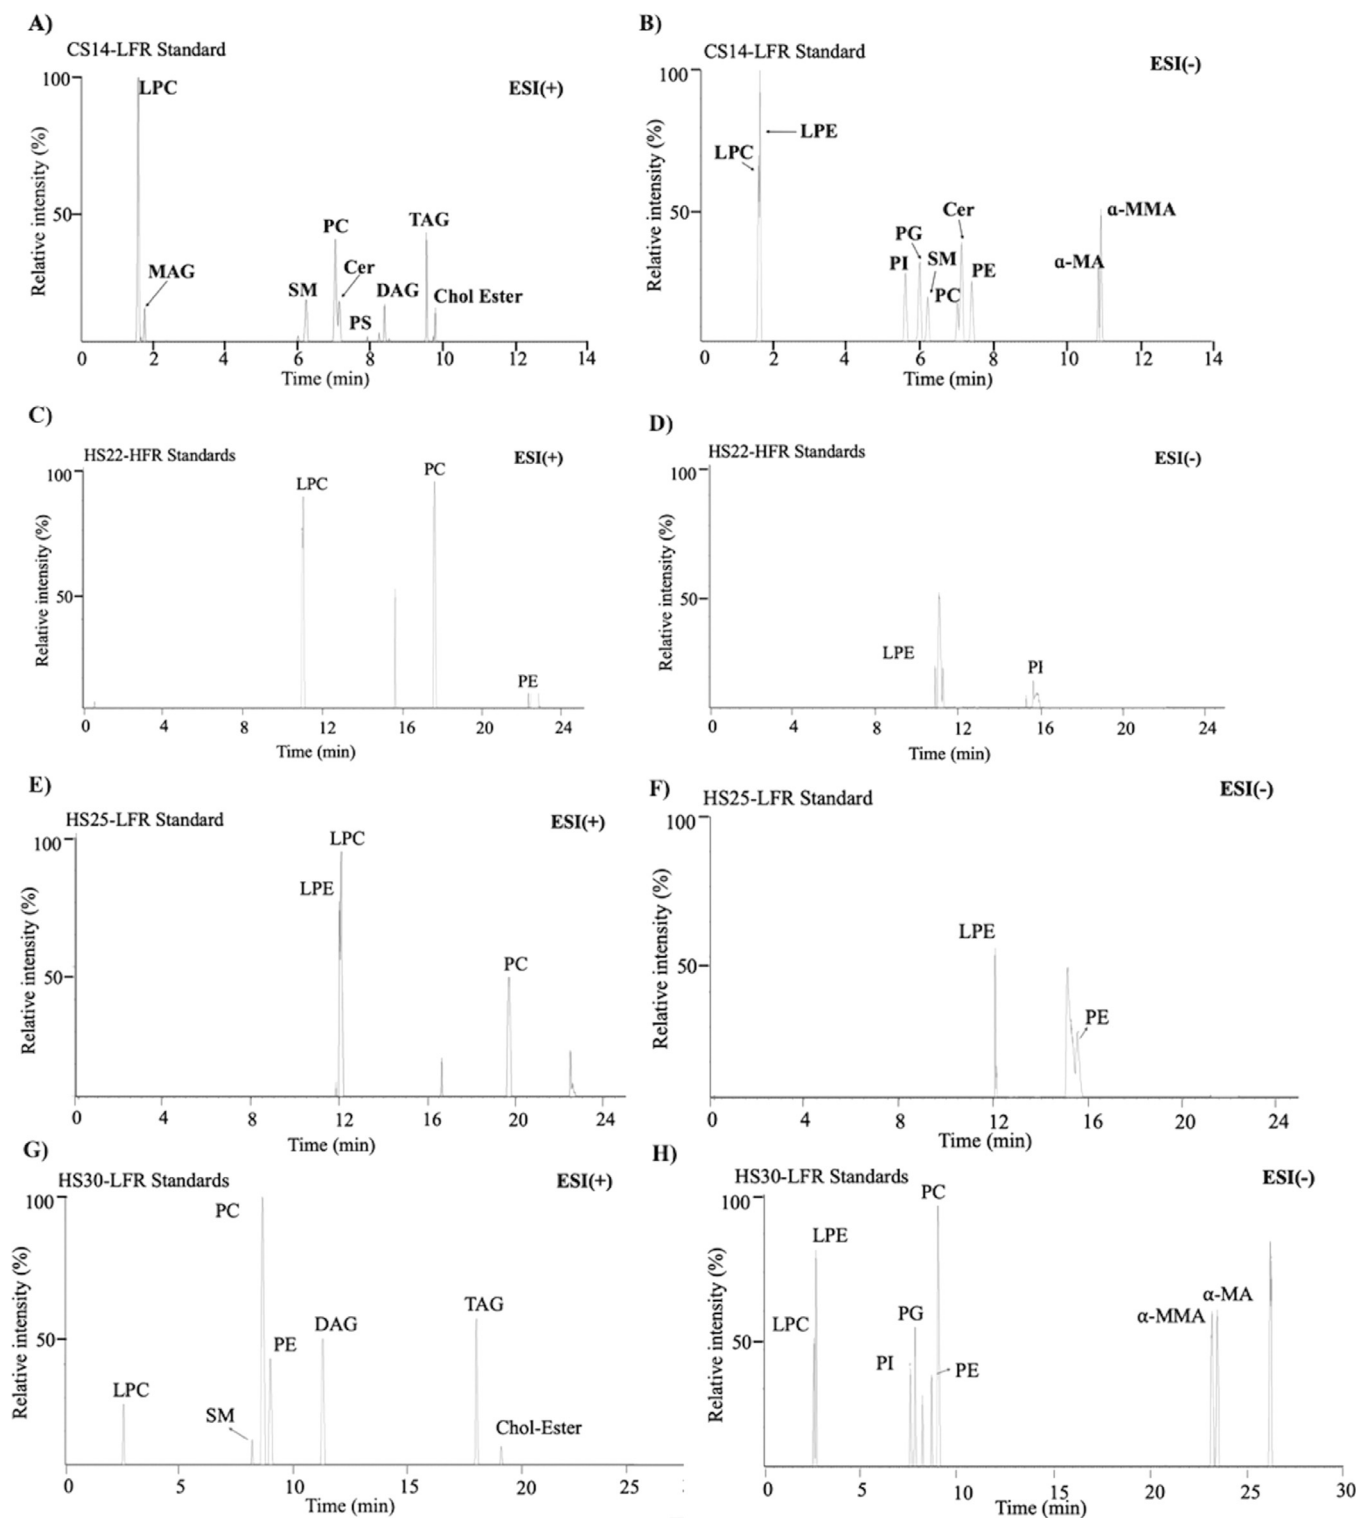 A)
CS14-LFR Standard
ESI(+)
Relative intensity (%)
100
50
LPC
MAG
SM
PC
Cer
PS
DAG
TAG
Chol Ester
0 2 4 6 8 10 12 14
Time (min)
B)
CS14-LFR Standard
ESI(-)
Relative intensity (%)
100
50
LPE
LPC
PI
PG
SM
PC
Cer
PE
α-MA
α-MMA
0 2 4 6 8 10 12 14
Time (min)
C)
HS22-HFR Standards
ESI(+)
Relative intensity (%)
100
50
LPC
PC
PE
0 4 8 12 16 20 24
Time (min)
D)
HS22-HFR Standards
ESI(-)
Relative intensity (%)
100
50
LPE
PI
0 4 8 12 16 20 24
Time (min)
E)
HS25-LFR Standard
ESI(+)
Relative intensity (%)
100
50
LPC
LPE
PC
0 4 8 12 16 20 24
Time (min)
F)
HS25-LFR Standard
ESI(-)
Relative intensity (%)
100
50
LPE
PE
0 4 8 12 16 20 24
Time (min)
G)
HS30-LFR Standards
ESI(+)
Relative intensity (%)
100
50
LPC
SM
PC
PE
DAG
TAG
Chol-Ester
0 5 10 15 20 25
Time (min)
H)
HS30-LFR Standards
ESI(-)
Relative intensity (%)
100
50
LPC
LPE
PI
PG
PC
PE
α-MMA
α-MA
0 5 10 15 20 25 30
Time (min)